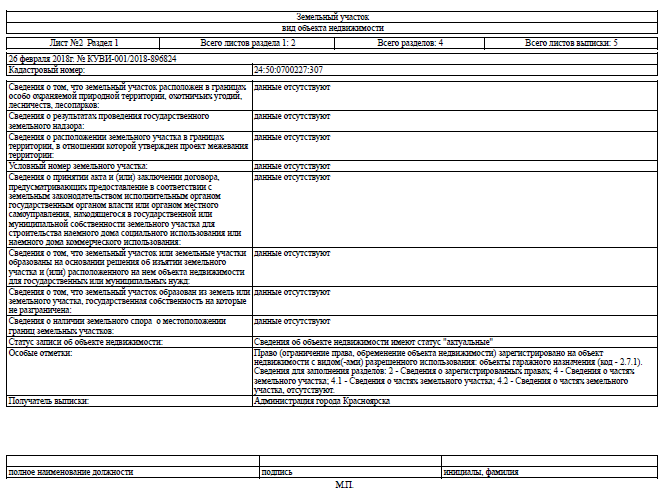 Земельный участок
вид объекта недвижимости
Лист №2 Раздел 1 Всего листов раздела 1: 2 Всего разделов: 4 Всего листов выписки: 5
26 февраля 2018г. № КУВИ-001/2018-896824
Кадастровый номер: 24:50:0700227:307
Сведения о том, что земельный участок расположен в границах данные отсутствуют
особо охраняемой природной территории, охотничьих угодий,
лесничеств, лесопарков:
Сведения о результатах проведения государственного данные отсутствуют
земельного надзора:
Сведения о расположении земельного участка в границах данные отсутствуют
территории, в отношении которой утвержден проект межевания
территории:
Условный номер земельного участка: данные отсутствуют
Сведения о принятии акта и (или) заключении договора, данные отсутствуют
предусматривающих предоставление в соответствии с
земельным законодательством исполнительным органом
государственным органом власти или органом местного
самоуправления, находящегося в государственной или
муниципальной собственности земельного участка для
строительства наемного дома социального использования или
наемного дома коммерческого использования:
Сведения о том, что земельный участок или земельные участки данные отсутствуют
образованы на основании решения об изъятии земельного
участка и (или) расположенного на нем объекта недвижимости
для государственных или муниципальных нужд:
Сведения о том, что земельный участок образован из земель или данные отсутствуют
земельного участка, государственная собственность на которые
не разграничена:
Сведения о наличии земельного спора о местоположении данные отсутствуют
границ земельных участков:
Статус записи об объекте недвижимости: Сведения об объекте недвижимости имеют статус "актуальные"
Особые отметки: Право (ограничение права, обременение объекта недвижимости) зарегистрировано на объект
недвижимости с видом(-ами) разрешенного использования: объекты гаражного назначения (код - 2.7.1).
Сведения для заполнения разделов: 2 - Сведения о зарегистрированных правах; 4 - Сведения о частях
земельного участка; 4.1 - Сведения о частях земельного участка; 4.2 - Сведения о частях земельного
участка, отсутствуют.
Получатель выписки: Администрация города Красноярска
полное наименование должности подпись инициалы, фамилия
М.П.